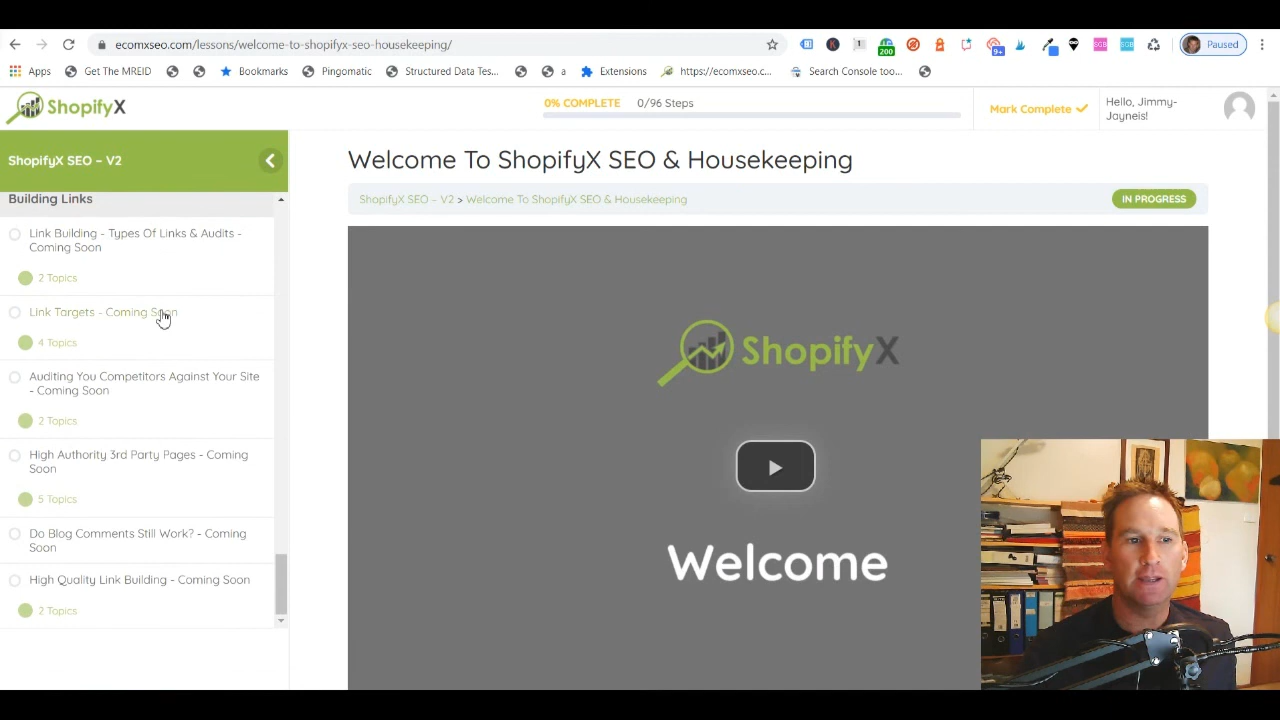 ecomxseo.com/lessons/welcome-to-shopifyx-seo-housekeeping/
200
9+
Paused
Apps
Get The MREID
Bookmarks
Pingomatic
Structured Data Tes...
a
Extensions
https://ecomxseo.c...
Search Console too...
ShopifyX
0% COMPLETE 0/96 Steps
Mark Complete
Hello, Jimmy-
Jayneis!
ShopifyX SEO – V2
Building Links
Link Building - Types Of Links & Audits -
Coming Soon
2 Topics
Link Targets - Coming Soon
4 Topics
Auditing You Competitors Against Your Site
- Coming Soon
2 Topics
High Authority 3rd Party Pages - Coming
Soon
5 Topics
Do Blog Comments Still Work? - Coming
Soon
High Quality Link Building - Coming Soon
2 Topics
Welcome To ShopifyX SEO & Housekeeping
ShopifyX SEO – V2 > Welcome To ShopifyX SEO & Housekeeping
IN PROGRESS
ShopifyX
Welcome